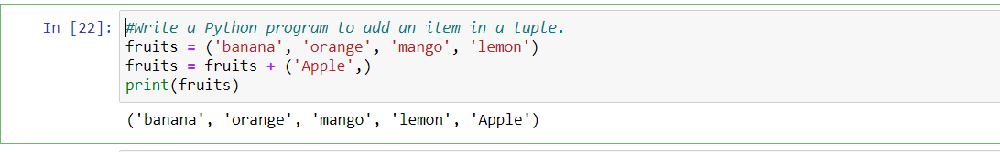 In [22]: #Write a Python program to add an item in a tuple.
fruits = ('banana', 'orange', 'mango', 'lemon')
fruits = fruits + ('Apple',)
print(fruits)
('banana', 'orange', 'mango', 'lemon', 'Apple')